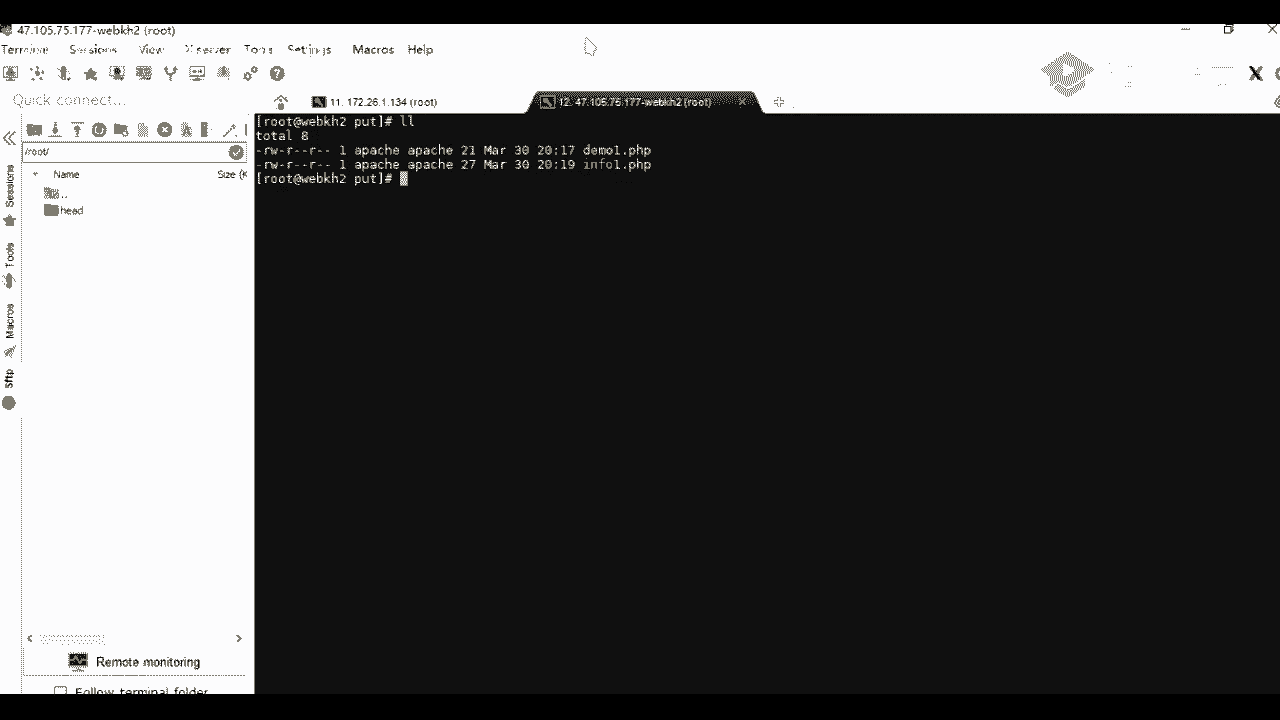 47.105.75.177-webkh2 (root)
Terminal Sessions View X server Tools Settings Macros Help
Quick connect...
11. 172.26.1.134 (root)
12. 47.105.75.177-webkh2 (root)
/root/
Name Size (K
..
head
Sessions
Tools
Macros
Sftp
[root@webkh2 put]# ll
total 8
-rw-r--r-- 1 apache apache 21 Mar 30 20:17 demo1.php
-rw-r--r-- 1 apache apache 27 Mar 30 20:19 info1.php
[root@webkh2 put]#
Remote monitoring
Follow terminal folder